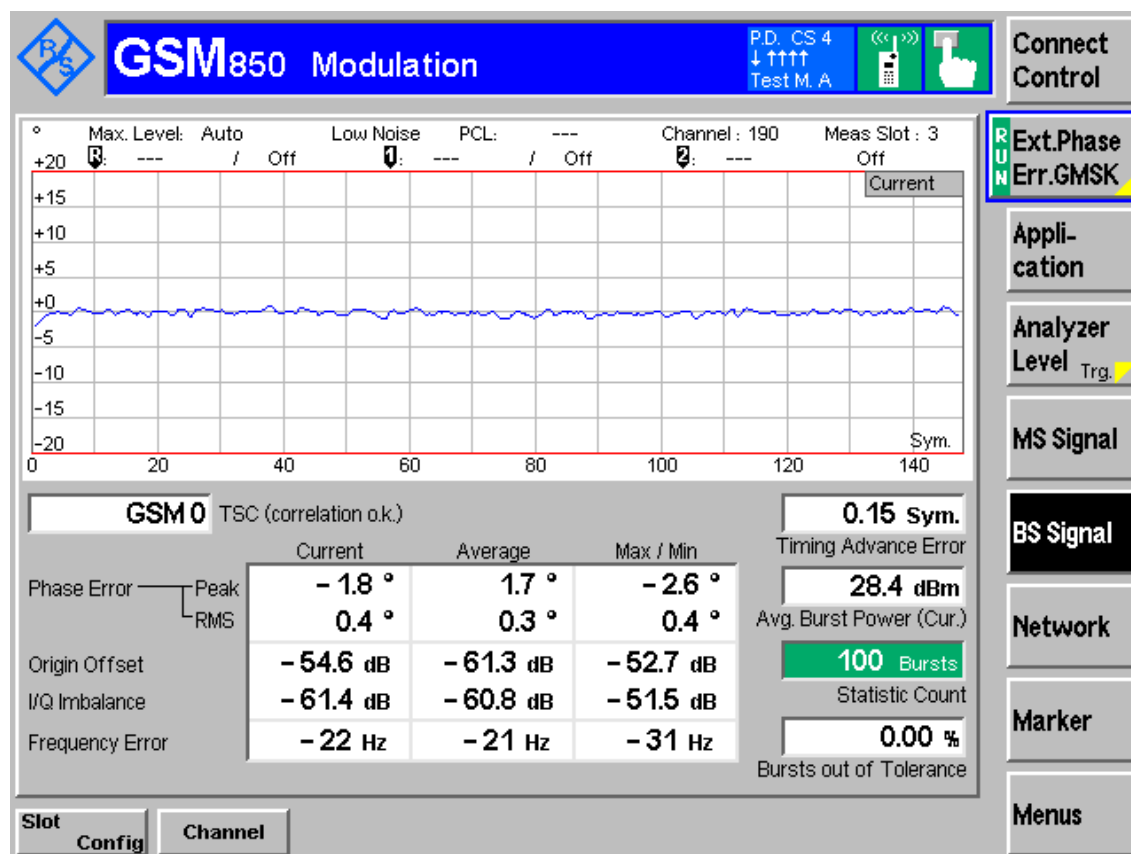 R S
GSM850 Modulation
P.D. CS 4
↓ ↑↑↑↑
Test M. A
Connect
Control
° Max. Level: Auto Low Noise PCL: --- Channel : 190 Meas Slot : 3
R: --- / Off 1: --- / Off 2: --- Off
Current
+20
+15
+10
+5
+0
-5
-10
-15
-20
Sym.
0 20 40 60 80 100 120 140
RUN
Ext.Phase
Err.GMSK
Appli-
cation
Analyzer
Level Trg.
MS Signal
BS Signal
Network
Marker
Menus
GSM 0 TSC (correlation o.k.)
0.15 Sym.
Timing Advance Error
Current Average Max / Min
Phase Error Peak – 1.8 ° 1.7 ° – 2.6 °
RMS 0.4 ° 0.3 ° 0.4 °
28.4 dBm
Avg. Burst Power (Cur.)
Origin Offset – 54.6 dB – 61.3 dB – 52.7 dB
I/Q Imbalance – 61.4 dB – 60.8 dB – 51.5 dB
100 Bursts
Statistic Count
Frequency Error – 22 Hz – 21 Hz – 31 Hz
0.00 %
Bursts out of Tolerance
Slot
Config
Channel